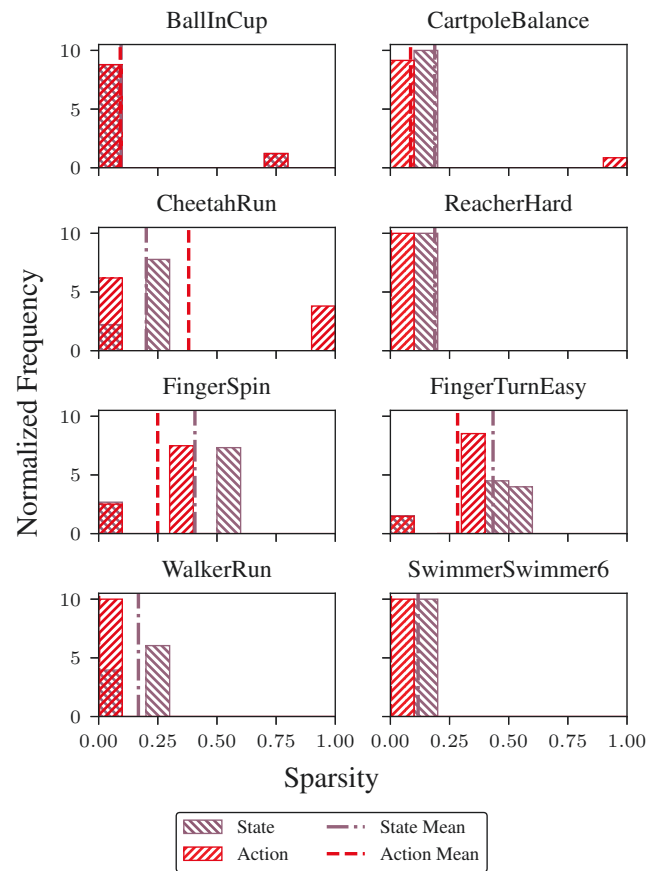 BallInCup
CartpoleBalance
10
5
0
CheetahRun
ReacherHard
10
5
0
FingerSpin
FingerTurnEasy
10
5
0
WalkerRun
SwimmerSwimmer6
10
5
0
0.00 0.25 0.50 0.75 1.00
0.00 0.25 0.50 0.75 1.00
Normalized Frequency
Sparsity
State
State Mean
Action
Action Mean